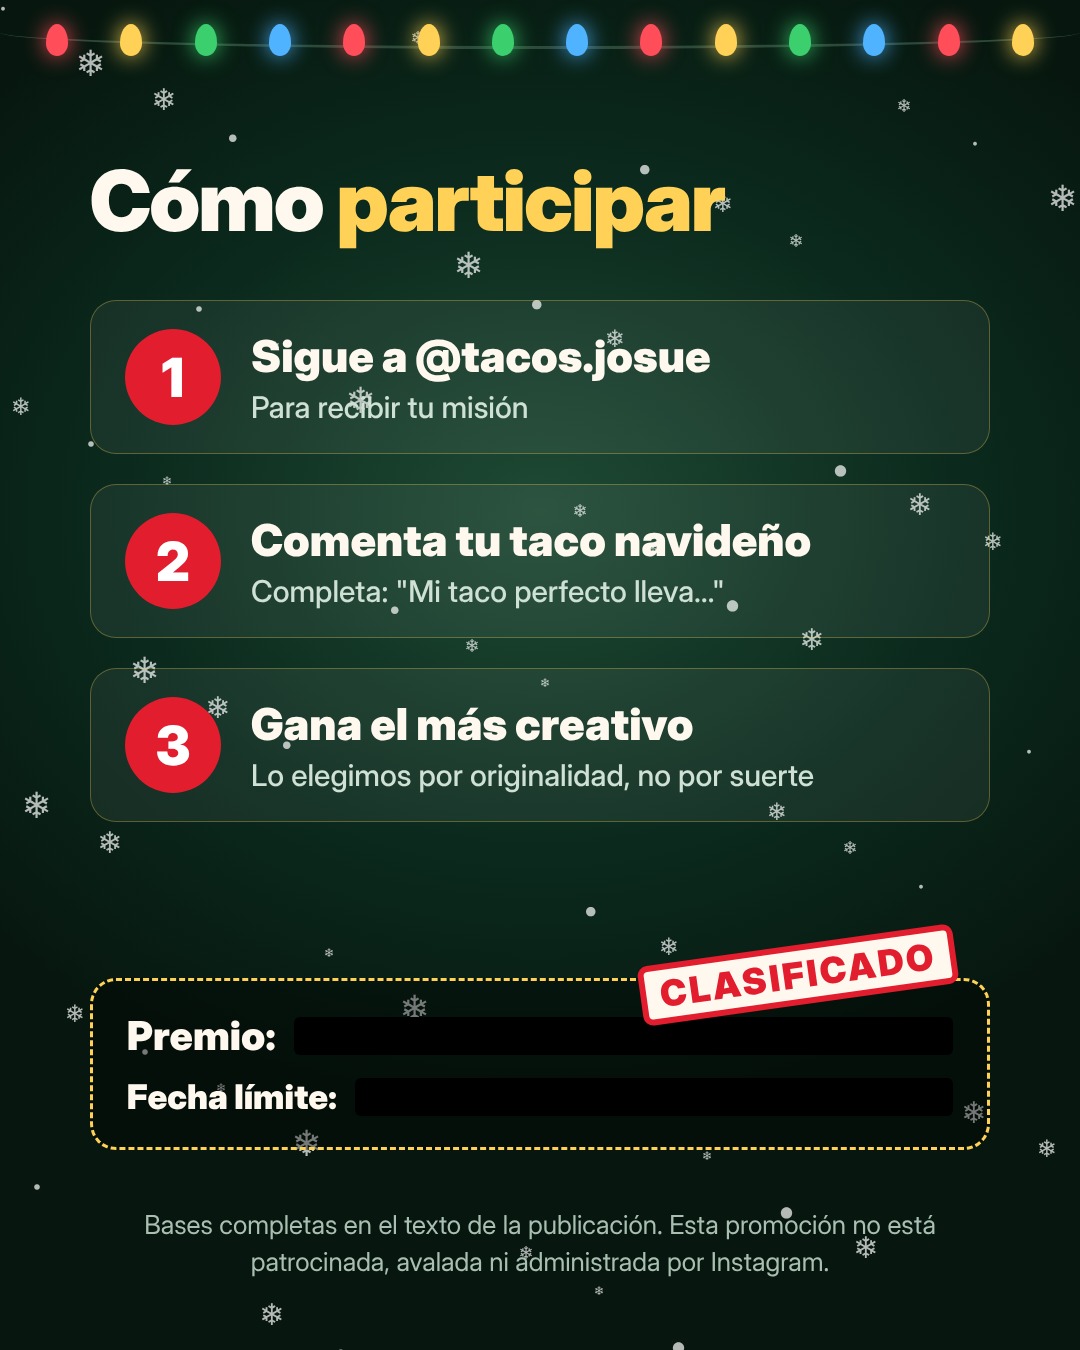 Cómo participar
1
Sigue a @tacos.josue
Para recibir tu misión
2
Comenta tu taco navideño
Completa: "Mi taco perfecto lleva..."
3
Gana el más creativo
Lo elegimos por originalidad, no por suerte
CLASIFICADO
Premio:
Fecha límite:
Bases completas en el texto de la publicación. Esta promoción no está
patrocinada, avalada ni administrada por Instagram.